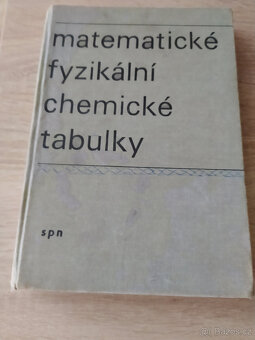 matematické
fyzikální
chemické
tabulky
spn